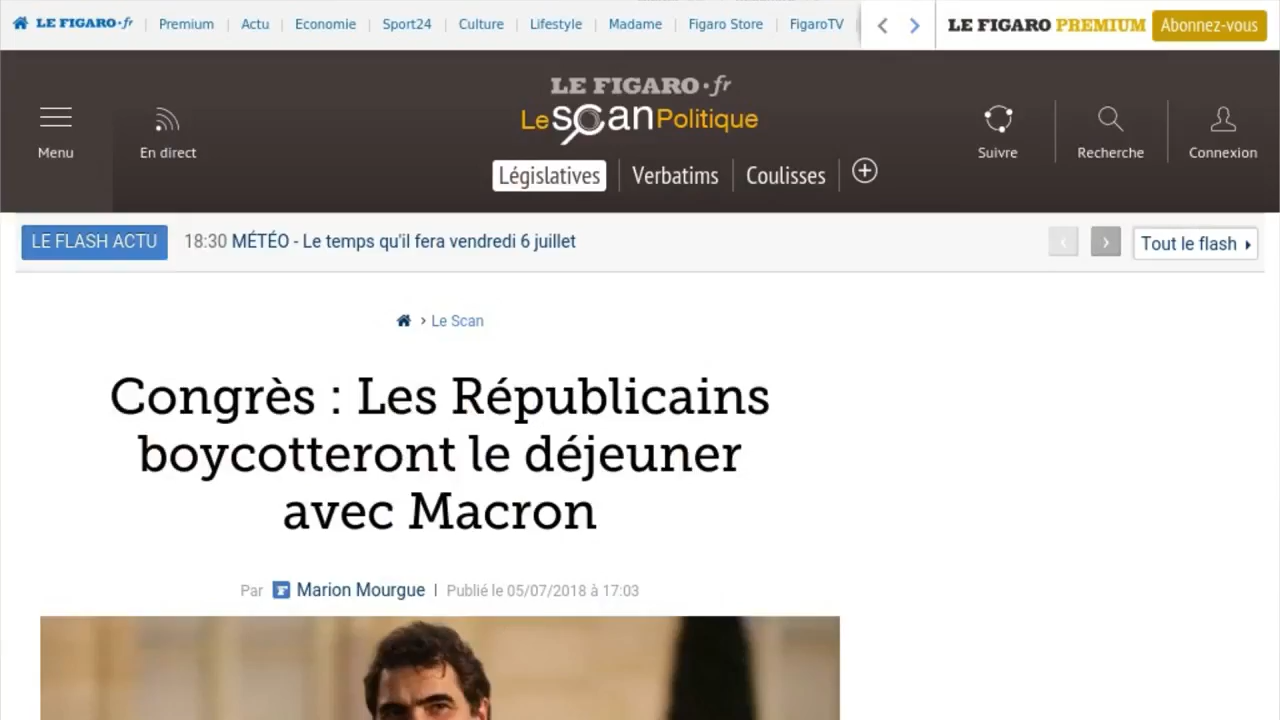 LE FIGARO·fr
Premium
Actu
Economie
Sport24
Culture
Lifestyle
Madame
Figaro Store
FigaroTV
LE FIGARO PREMIUM
Abonnez-vous
Menu
En direct
LE FIGARO·fr
Le scan Politique
Suivre
Recherche
Connexion
Législatives
Verbatims
Coulisses
LE FLASH ACTU
18:30 MÉTÉO - Le temps qu'il fera vendredi 6 juillet
Tout le flash
› Le Scan
Congrès : Les Républicains
boycotteront le déjeuner
avec Macron
Par Marion Mourgue | Publié le 05/07/2018 à 17:03